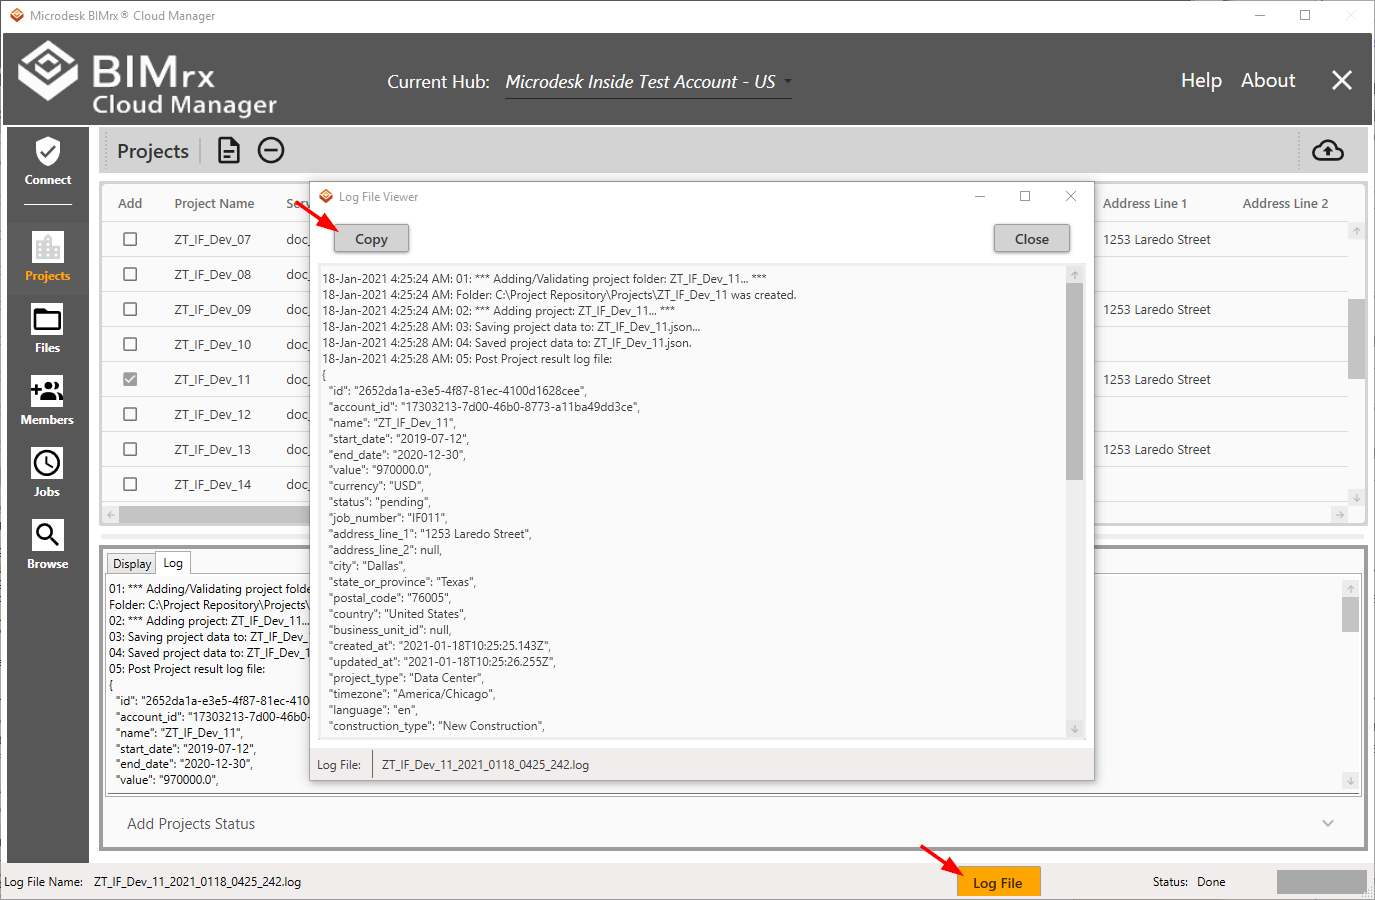 Microdesk BIMrx® Cloud Manager
BIMrx
Cloud Manager
Current Hub: Microdesk Inside Test Account - US
Help About
Connect
Projects
Files
Members
Jobs
Browse
Projects
Add Project Name Address Line 1 Address Line 2
ZT_IF_Dev_07 doc_ 1253 Laredo Street
ZT_IF_Dev_08 doc_
ZT_IF_Dev_09 doc_ 1253 Laredo Street
ZT_IF_Dev_10 doc_
ZT_IF_Dev_11 doc_ 1253 Laredo Street
ZT_IF_Dev_12 doc_
ZT_IF_Dev_13 doc_ 1253 Laredo Street
ZT_IF_Dev_14 doc_
Log File Viewer
Copy Close
18-Jan-2021 4:25:24 AM: 01: *** Adding/Validating project folder: ZT_IF_Dev_11... ***
18-Jan-2021 4:25:24 AM: Folder: C:\Project Repository\Projects\ZT_IF_Dev_11 was created.
18-Jan-2021 4:25:24 AM: 02: *** Adding project: ZT_IF_Dev_11... ***
18-Jan-2021 4:25:28 AM: 03: Saving project data to: ZT_IF_Dev_11.json...
18-Jan-2021 4:25:28 AM: 04: Saved project data to: ZT_IF_Dev_11.json.
18-Jan-2021 4:25:28 AM: 05: Post Project result log file:
{
"id": "2652da1a-e3e5-4f87-81ec-4100d1628cee",
"account_id": "17303213-7d00-46b0-8773-a11ba49dd3ce",
"name": "ZT_IF_Dev_11",
"start_date": "2019-07-12",
"end_date": "2020-12-30",
"value": "970000.0",
"currency": "USD",
"status": "pending",
"job_number": "IF011",
"address_line_1": "1253 Laredo Street",
"address_line_2": null,
"city": "Dallas",
"state_or_province": "Texas",
"postal_code": "76005",
"country": "United States",
"business_unit_id": null,
"created_at": "2021-01-18T10:25:25.143Z",
"updated_at": "2021-01-18T10:25:26.255Z",
"project_type": "Data Center",
"timezone": "America/Chicago",
"language": "en",
"construction_type": "New Construction",
Log File: ZT_IF_Dev_11_2021_0118_0425_242.log
Display Log
01: *** Adding/Validating project folde
Folder: C:\Project Repository\Projects\
02: *** Adding project: ZT_IF_Dev_11...
03: Saving project data to: ZT_IF_Dev_
04: Saved project data to: ZT_IF_Dev_1
05: Post Project result log file:
{
"id": "2652da1a-e3e5-4f87-81ec-410
"account_id": "17303213-7d00-46b0-
"name": "ZT_IF_Dev_11",
"start_date": "2019-07-12",
"end_date": "2020-12-30",
"value": "970000.0",
Add Projects Status
Log File Name: ZT_IF_Dev_11_2021_0118_0425_242.log Log File Status: Done